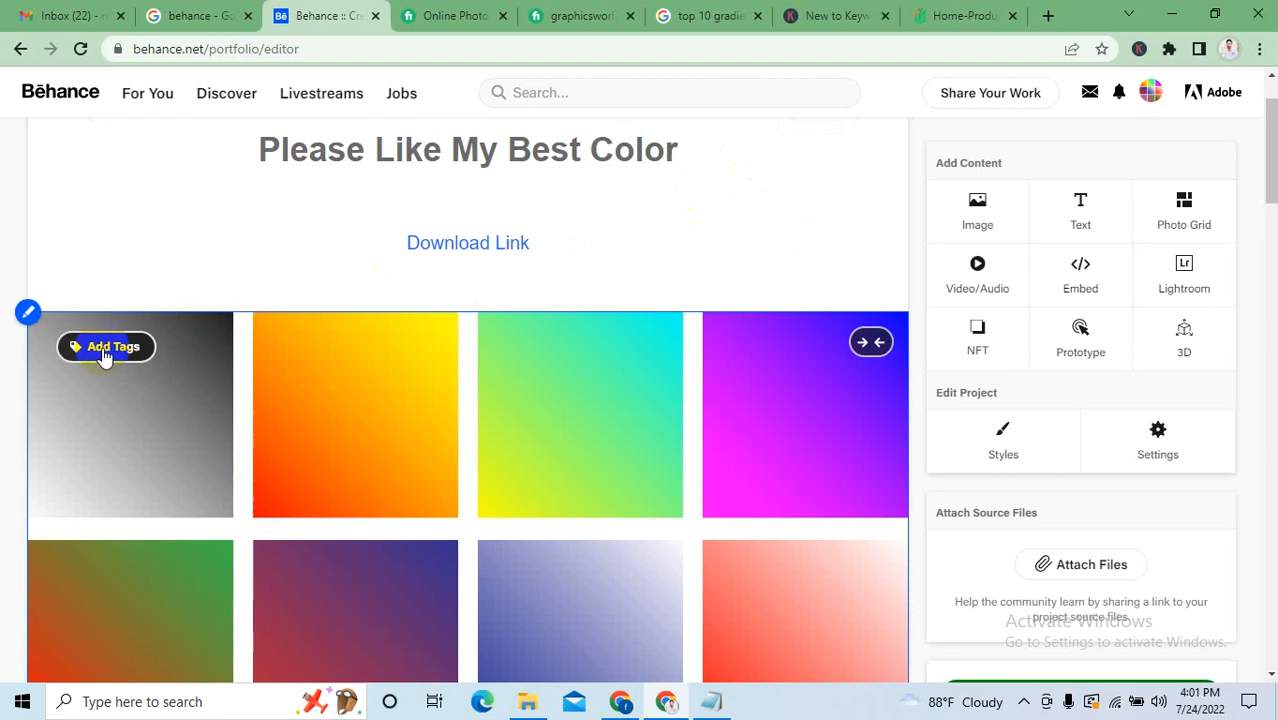 Inbox (22) - m
behance - Go
Behance :: Cre
Online Photo
graphicsworl
top 10 gradie
New to Keyw
Home-Produ
behance.net/portfolio/editor
Bēhance
For You
Discover
Livestreams
Jobs
Search...
Share Your Work
Adobe
Please Like My Best Color
Download Link
Add Tags
Add Content
Image
Text
Photo Grid
Video/Audio
Embed
Lightroom
NFT
Prototype
3D
Edit Project
Styles
Settings
Attach Source Files
Attach Files
Help the community learn by sharing a link to your
project source files.
Activate Windows
Go to Settings to activate Windows.
Type here to search
88°F Cloudy
4:01 PM
7/24/2022